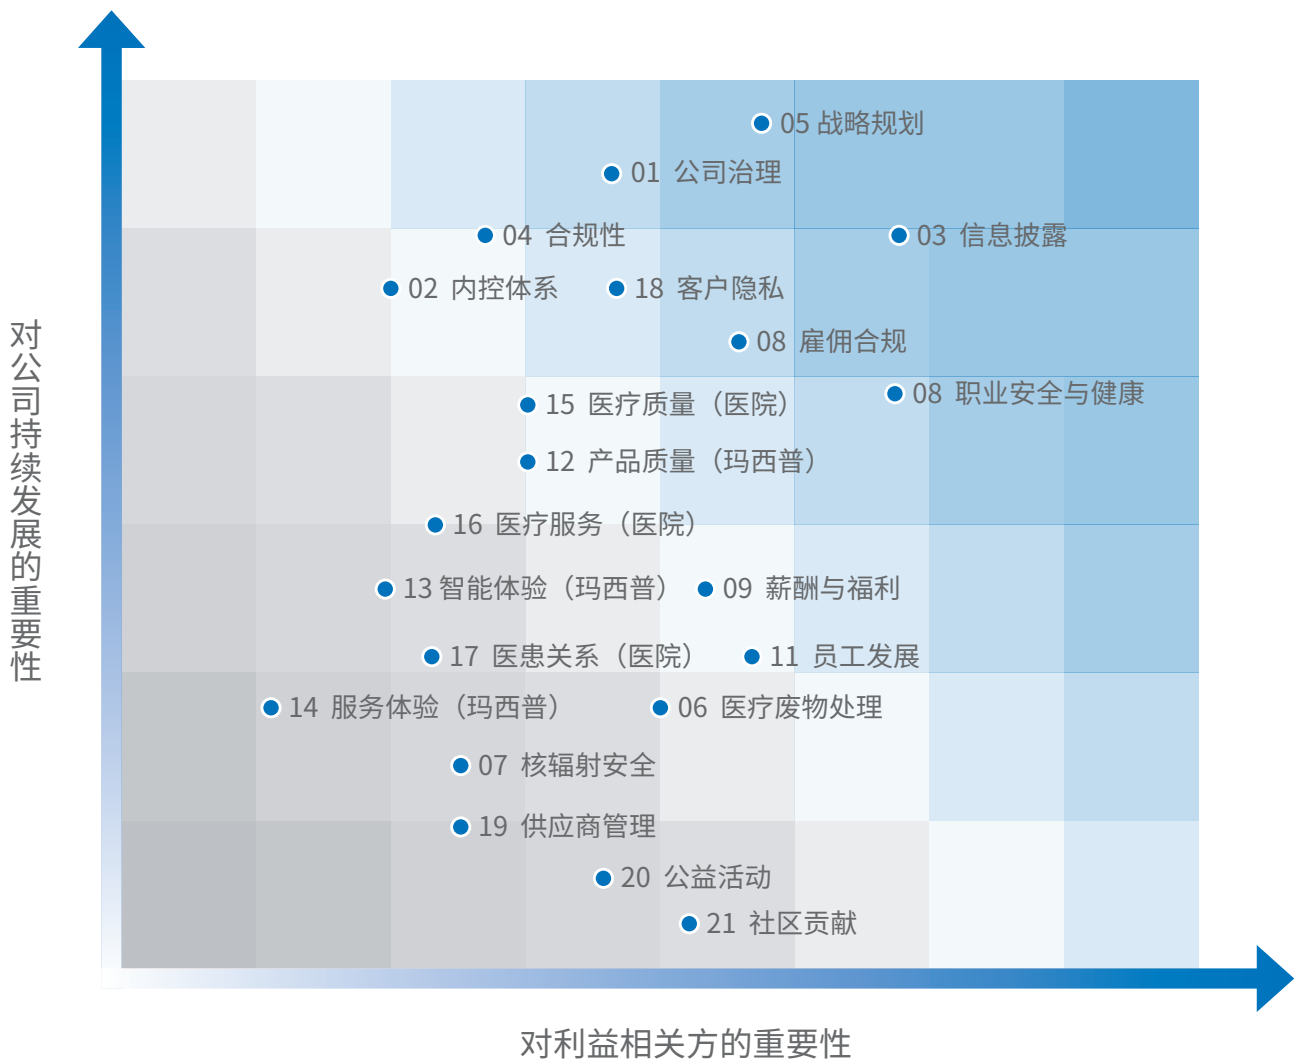 05 战略规划
01 公司治理
04 合规性
03 信息披露
02 内控体系
18 客户隐私
08 雇佣合规
08 职业安全与健康
15 医疗质量（医院）
12 产品质量（玛西普）
16 医疗服务（医院）
13 智能体验（玛西普）
09 薪酬与福利
17 医患关系（医院）
11 员工发展
14 服务体验（玛西普）
06 医疗废物处理
07 核辐射安全
19 供应商管理
20 公益活动
21 社区贡献
对公司持续发展的重要性
对利益相关方的重要性